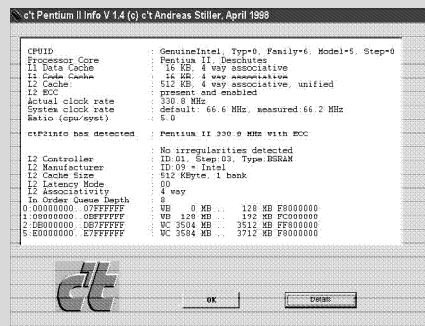 c't Pentium II Info V 1.4 (c) c't Andreas Stiller, April 1998
CPUID : GenuineIntel, Typ=0, Family=6, Model=5, Step=0
Processor Core : Pentium II, Deschutes
L1 Data Cache : 16 KB, 4 way associative
L1 Code Cache : 16 KB, 4 way associative
L2 Cache: : 512 KB, 4 way associative, unified
L2 ECC : present and enabled
Actual clock rate : 330.8 MHz
System clock rate : default: 66.6 MHz, measured:66.2 MHz
Ratio (cpu/syst) : 5.0
ctP2info has detected : Pentium II 330.8 MHz with ECC
: No irregularities detected
L2 Controller : ID:01, Step:03, Type:BSRAM
L2 Manufacturer : ID:09 = Intel
L2 Cache Size : 512 KByte, 1 bank
L2 Latency Mode : 00
L2 Associativity : 4 way
In Order Queue Depth : 8
0:00000000..07FFFFFF : WB 0 MB .. 128 MB F8000000
1:08000000..0BFFFFFF : WB 128 MB .. 192 MB FC000000
2:DB000000..DB7FFFFF : WC 3504 MB .. 3512 MB FF800000
5:E0000000..E7FFFFFF : WC 3584 MB .. 3712 MB F8000000
c't
OK
Details